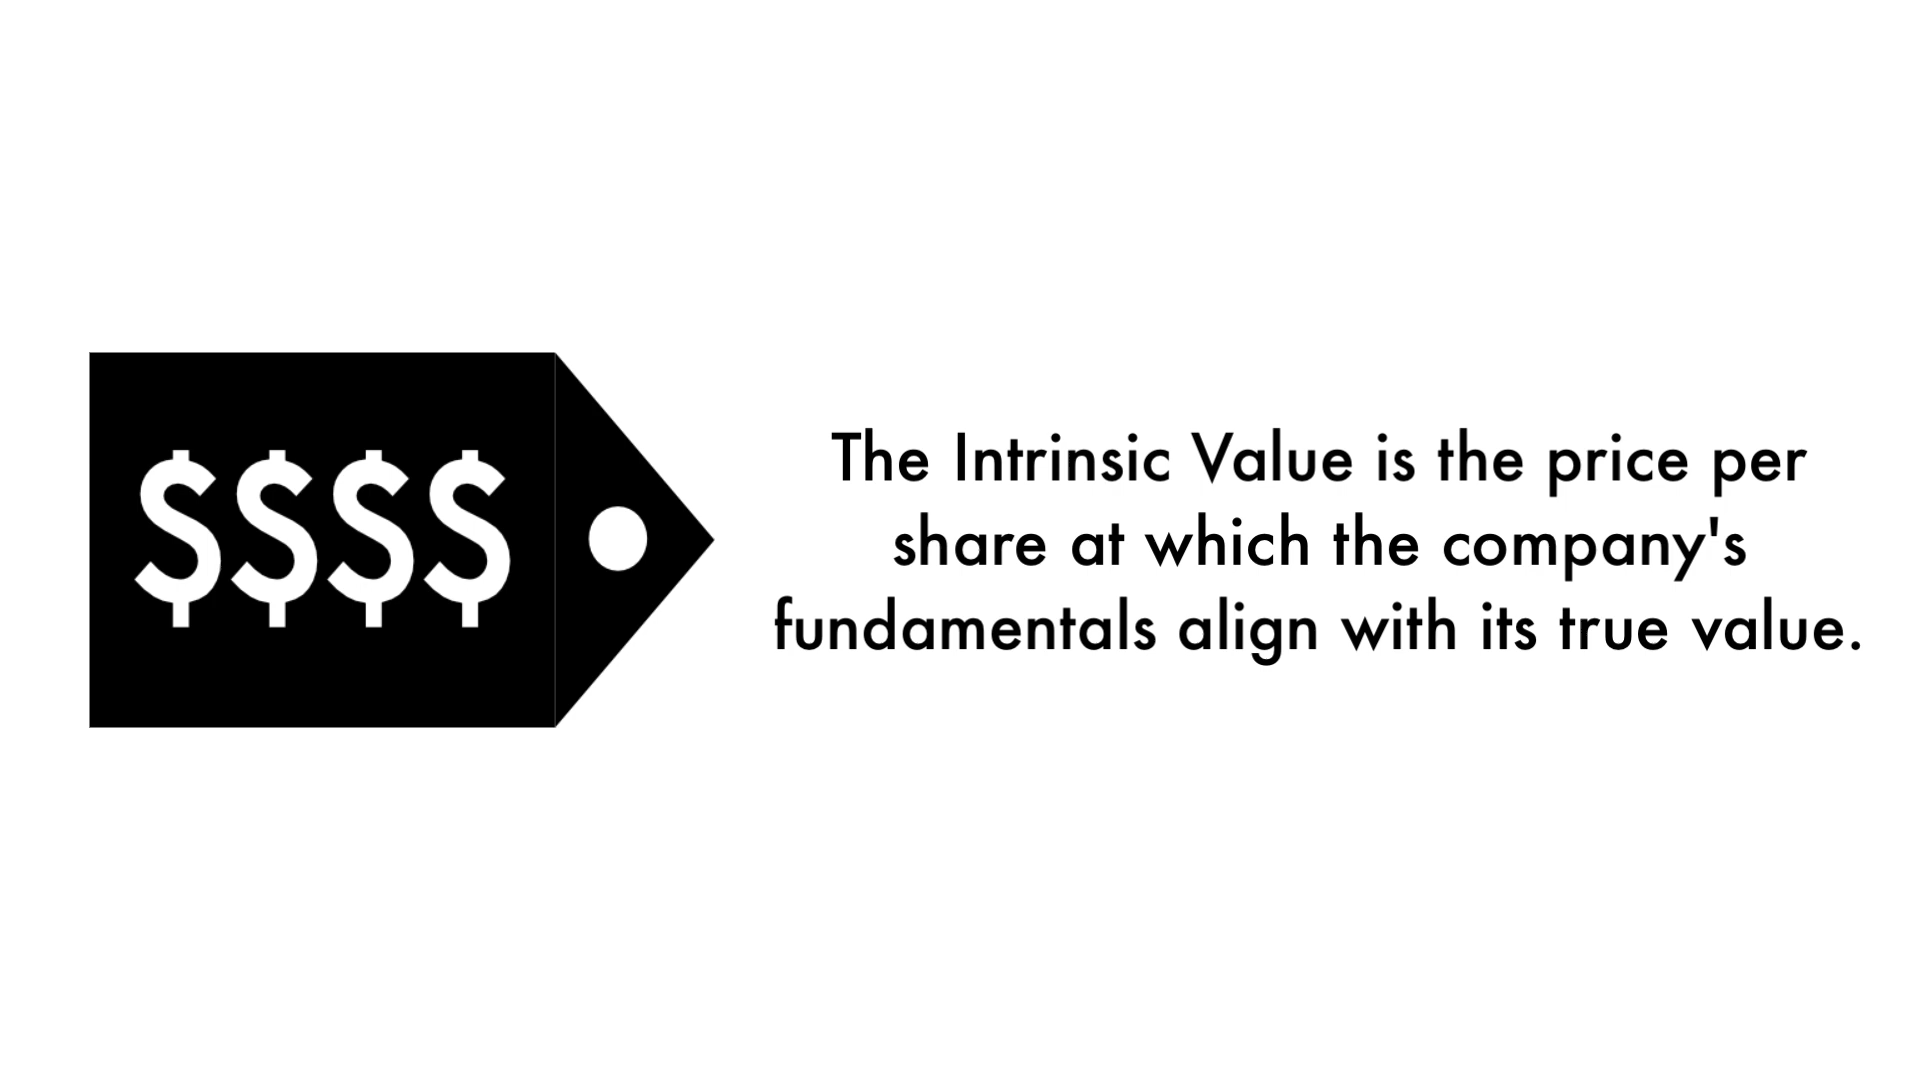 $$$$
The Intrinsic Value is the price per
share at which the company's
fundamentals align with its true value.